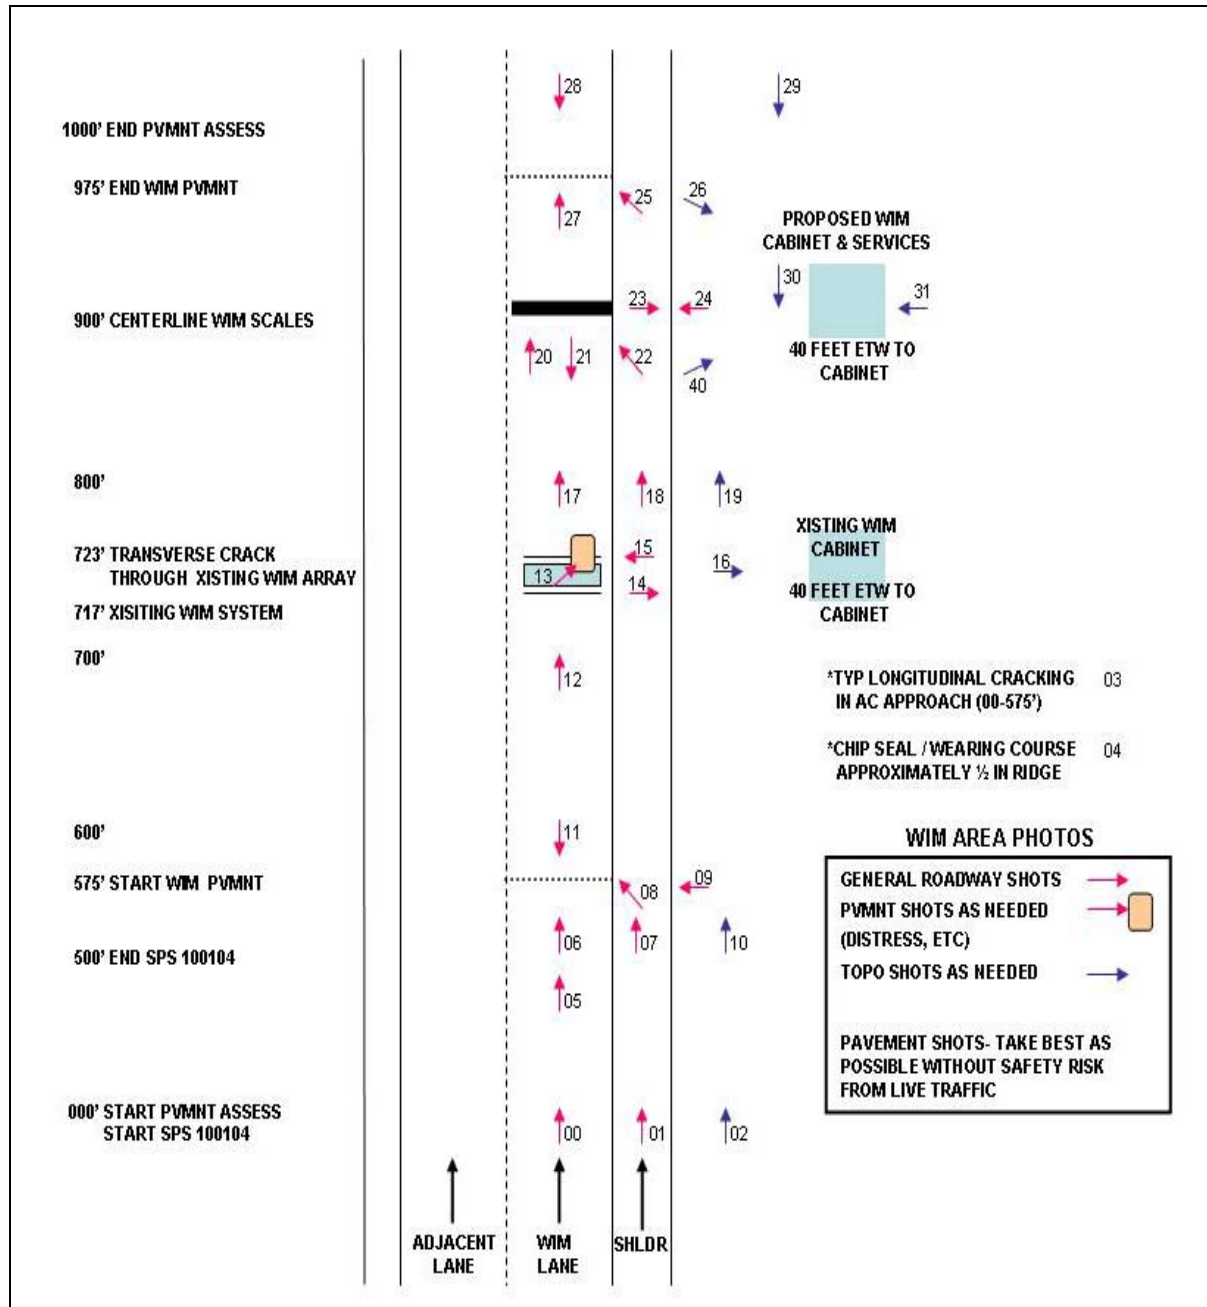 28
29
1000' END PVMNT ASSESS
975' END WIM PVMNT
25
26
27
PROPOSED WIM
CABINET & SERVICES
30
31
23
24
900' CENTERLINE WIM SCALES
20
21
22
40
40 FEET ETW TO
CABINET
800'
17
18
19
723' TRANSVERSE CRACK
THROUGH XISTING WIM ARRAY
15
16
13
14
XISTING WIM
CABINET
40 FEET ETW TO
CABINET
717' XISITING WIM SYSTEM
700'
12
*TYP LONGITUDINAL CRACKING
IN AC APPROACH (00-575')
03
*CHIP SEAL / WEARING COURSE
APPROXIMATELY ½ IN RIDGE
04
600'
11
575' START WIM PVMNT
08
09
06
07
10
500' END SPS 100104
05
WIM AREA PHOTOS
GENERAL ROADWAY SHOTS
PVMNT SHOTS AS NEEDED
(DISTRESS, ETC)
TOPO SHOTS AS NEEDED
PAVEMENT SHOTS- TAKE BEST AS
POSSIBLE WITHOUT SAFETY RISK
FROM LIVE TRAFFIC
000' START PVMNT ASSESS
START SPS 100104
00
01
02
ADJACENT
LANE
WIM
LANE
SHLDR